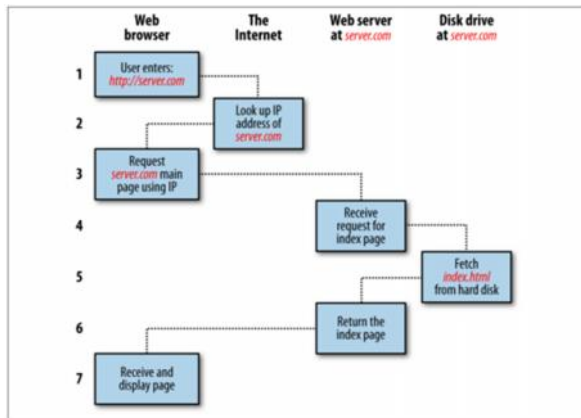 Web browser
The Internet
Web server at server.com
Disk drive at server.com
1
User enters:
http://server.com
2
Look up IP
address of
server.com
3
Request
server.com main
page using IP
4
Receive
request for
index page
5
Fetch
index.html
from hard disk
6
Return the
index page
7
Receive and
display page